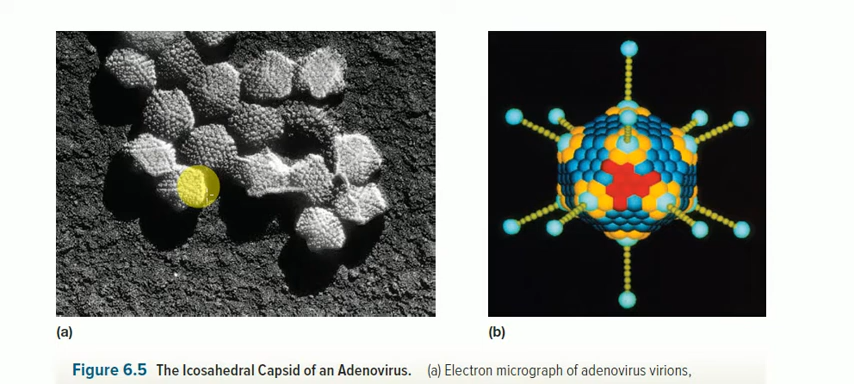 (a)
(b)
Figure 6.5 The Icosahedral Capsid of an Adenovirus. (a) Electron micrograph of adenovirus virions,